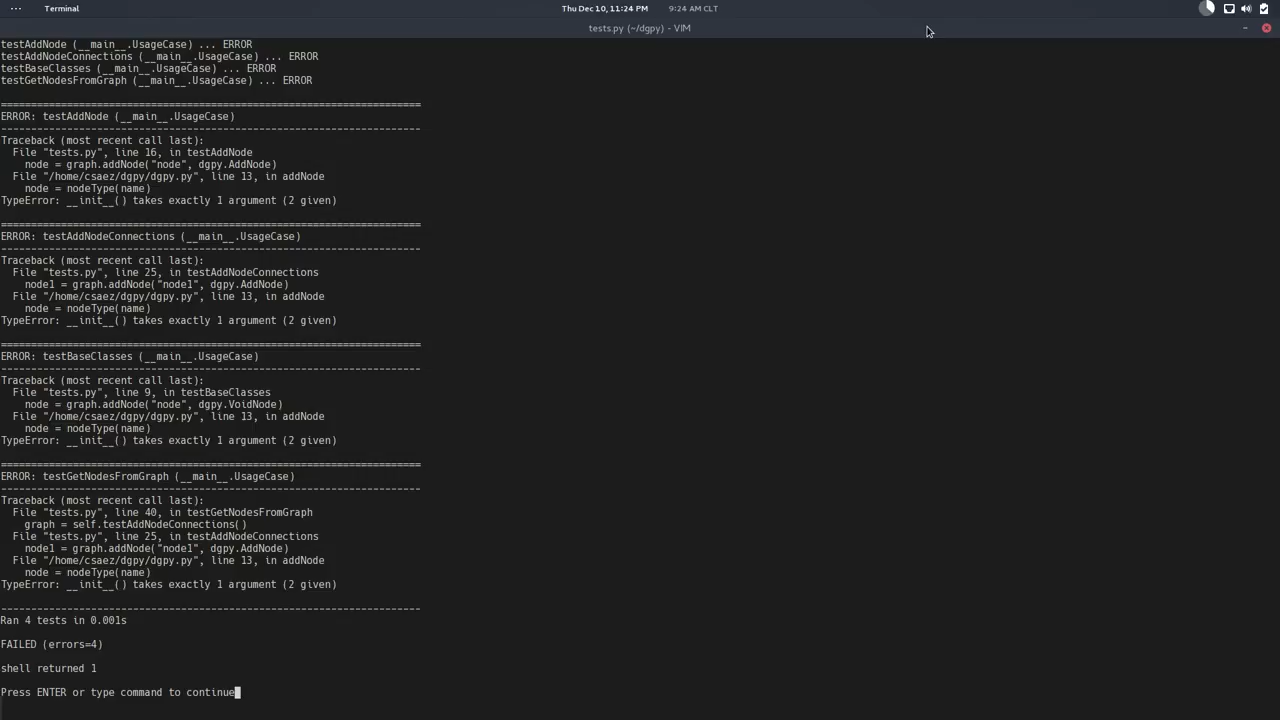 Terminal
Thu Dec 10, 11:24 PM
9:24 AM CLT
tests.py (~/dgpy) - VIM
testAddNode (__main__.UsageCase) ... ERROR
testAddNodeConnections (__main__.UsageCase) ... ERROR
testBaseClasses (__main__.UsageCase) ... ERROR
testGetNodesFromGraph (__main__.UsageCase) ... ERROR
======================================================================
ERROR: testAddNode (__main__.UsageCase)
----------------------------------------------------------------------
Traceback (most recent call last):
  File "tests.py", line 16, in testAddNode
    node = graph.addNode("node", dgpy.AddNode)
  File "/home/csaez/dgpy/dgpy.py", line 13, in addNode
    node = nodeType(name)
TypeError: __init__() takes exactly 1 argument (2 given)
======================================================================
ERROR: testAddNodeConnections (__main__.UsageCase)
----------------------------------------------------------------------
Traceback (most recent call last):
  File "tests.py", line 25, in testAddNodeConnections
    node1 = graph.addNode("node1", dgpy.AddNode)
  File "/home/csaez/dgpy/dgpy.py", line 13, in addNode
    node = nodeType(name)
TypeError: __init__() takes exactly 1 argument (2 given)
======================================================================
ERROR: testBaseClasses (__main__.UsageCase)
----------------------------------------------------------------------
Traceback (most recent call last):
  File "tests.py", line 9, in testBaseClasses
    node = graph.addNode("node", dgpy.VoidNode)
  File "/home/csaez/dgpy/dgpy.py", line 13, in addNode
    node = nodeType(name)
TypeError: __init__() takes exactly 1 argument (2 given)
======================================================================
ERROR: testGetNodesFromGraph (__main__.UsageCase)
----------------------------------------------------------------------
Traceback (most recent call last):
  File "tests.py", line 40, in testGetNodesFromGraph
    graph = self.testAddNodeConnections()
  File "tests.py", line 25, in testAddNodeConnections
    node1 = graph.addNode("node1", dgpy.AddNode)
  File "/home/csaez/dgpy/dgpy.py", line 13, in addNode
    node = nodeType(name)
TypeError: __init__() takes exactly 1 argument (2 given)
----------------------------------------------------------------------
Ran 4 tests in 0.001s
FAILED (errors=4)
shell returned 1
Press ENTER or type command to continue